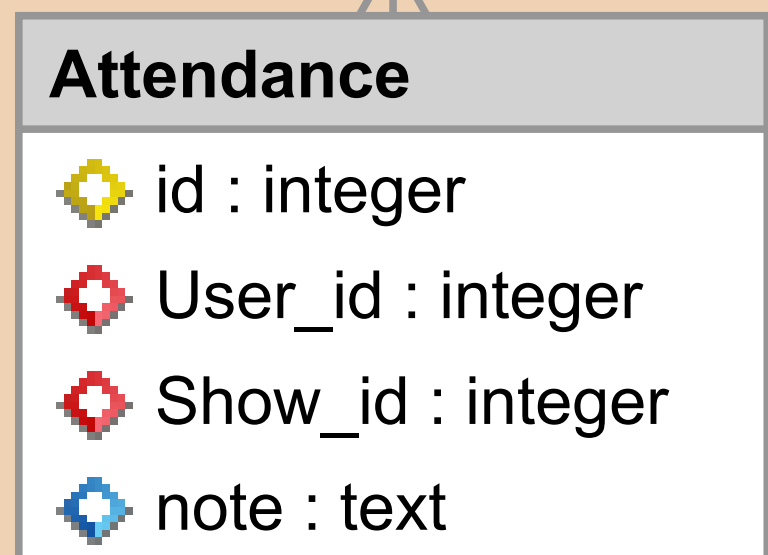 Attendance
id : integer
User_id : integer
Show_id : integer
note : text